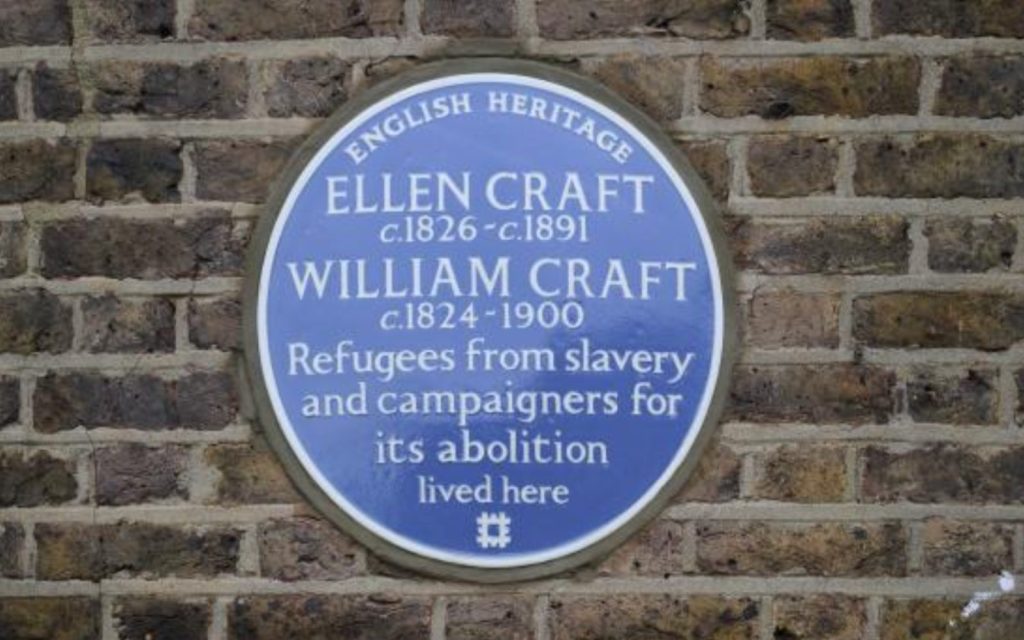 ENGLISH HERITAGE
ELLEN CRAFT
c.1826-c.1891
WILLIAM CRAFT
c.1824-1900
Refugees from slavery
and campaigners for
its abolition
lived here